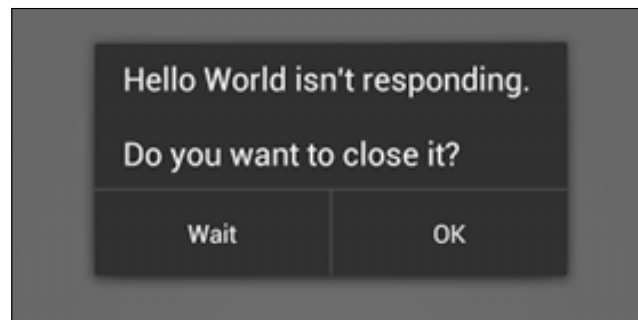 Hello World isn't responding.
Do you want to close it?
Wait
OK